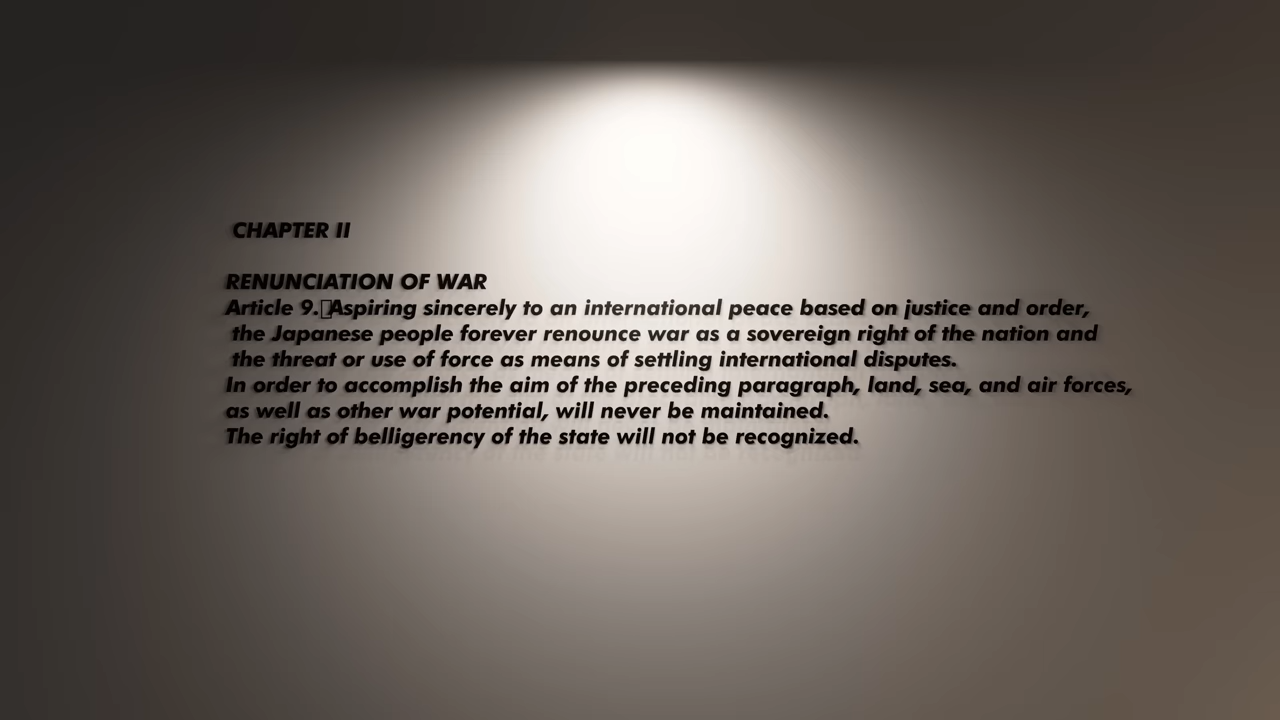 CHAPTER II
RENUNCIATION OF WAR
Article 9.Aspiring sincerely to an international peace based on justice and order,
the Japanese people forever renounce war as a sovereign right of the nation and
the threat or use of force as means of settling international disputes.
In order to accomplish the aim of the preceding paragraph, land, sea, and air forces,
as well as other war potential, will never be maintained.
The right of belligerency of the state will not be recognized.